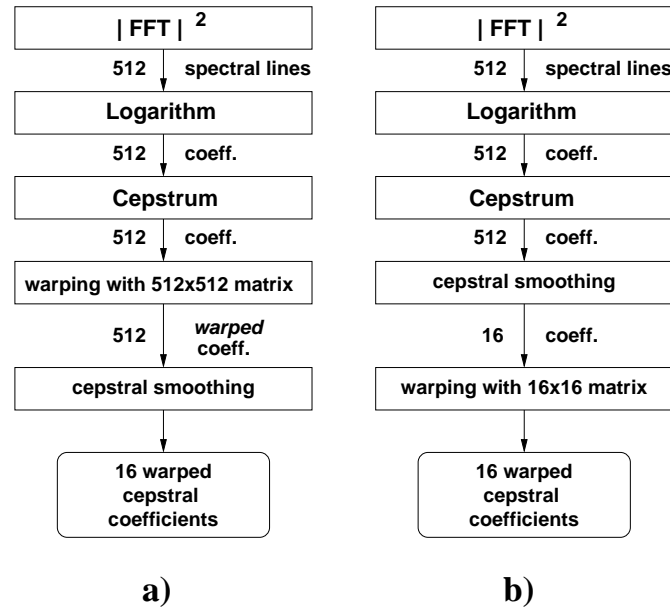 | FFT | 2
512 spectral lines
Logarithm
512 coeff.
Cepstrum
512 coeff.
warping with 512x512 matrix
512 warped
coeff.
cepstral smoothing
16 warped
cepstral
coefficients
a)
| FFT | 2
512 spectral lines
Logarithm
512 coeff.
Cepstrum
512 coeff.
cepstral smoothing
16 coeff.
warping with 16x16 matrix
16 warped
cepstral
coefficients
b)